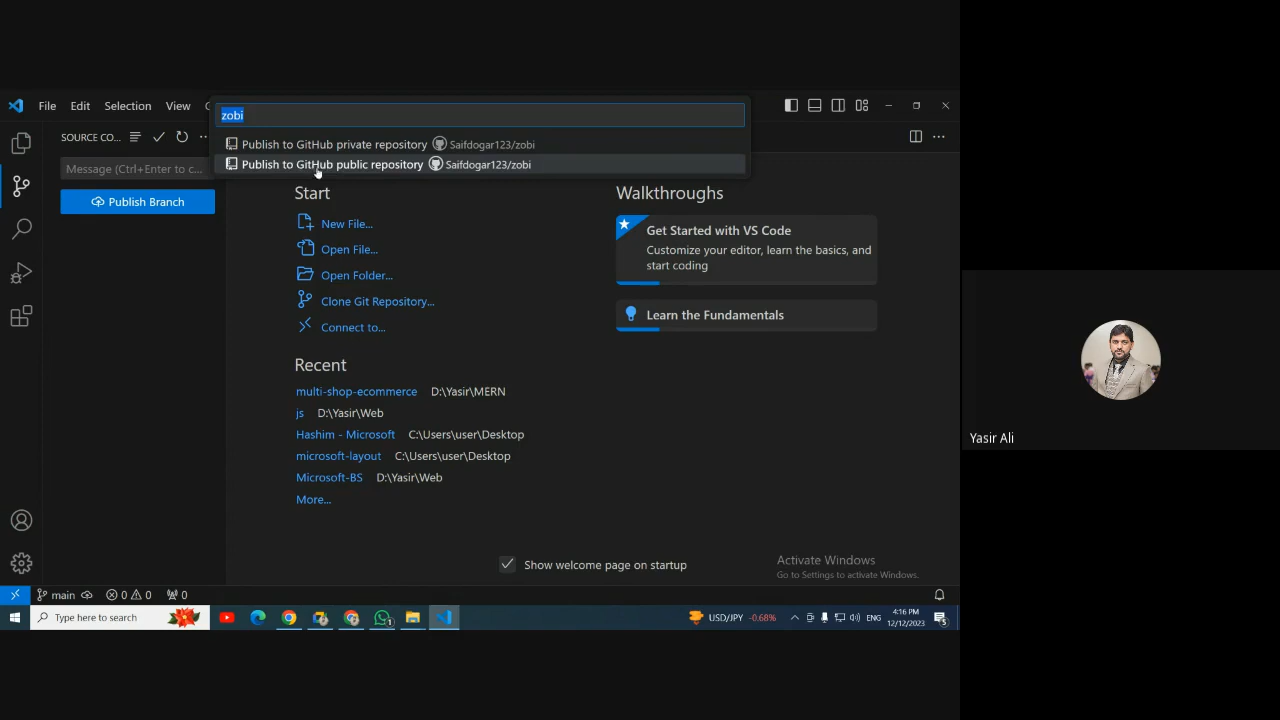 File Edit Selection View
zobi
Publish to GitHub private repository Saifdogar123/zobi
Publish to GitHub public repository Saifdogar123/zobi
SOURCE CO...
Message (Ctrl+Enter to c...
Publish Branch
Start
New File...
Open File...
Open Folder...
Clone Git Repository...
Connect to...
Recent
multi-shop-ecommerce D:\Yasir\MERN
js D:\Yasir\Web
Hashim - Microsoft C:\Users\user\Desktop
microsoft-layout C:\Users\user\Desktop
Microsoft-BS D:\Yasir\Web
More...
Walkthroughs
Get Started with VS Code
Customize your editor, learn the basics, and
start coding
Learn the Fundamentals
Show welcome page on startup
Activate Windows
Go to Settings to activate Windows.
main 0 0 0
Type here to search
1
USD/JPY -0.68%
ENG
4:16 PM
12/12/2023
5
Yasir Ali